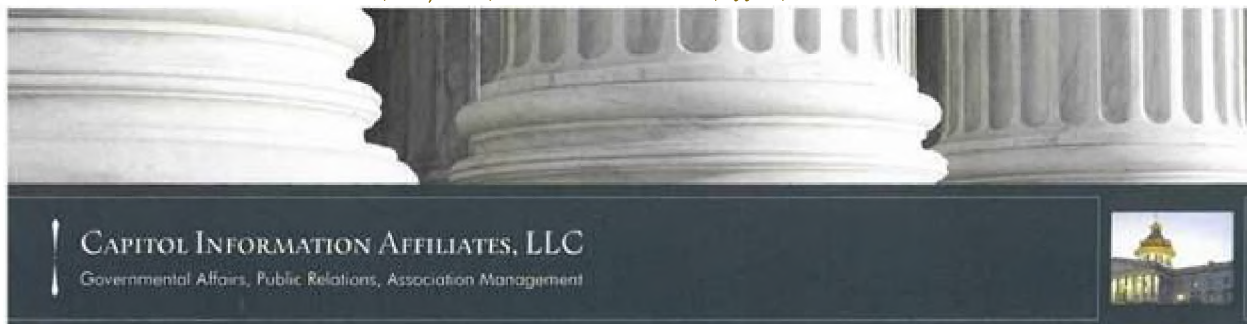 CAPITOL INFORMATION AFFILIATES, LLC
Governmental Affairs, Public Relations, Association Management